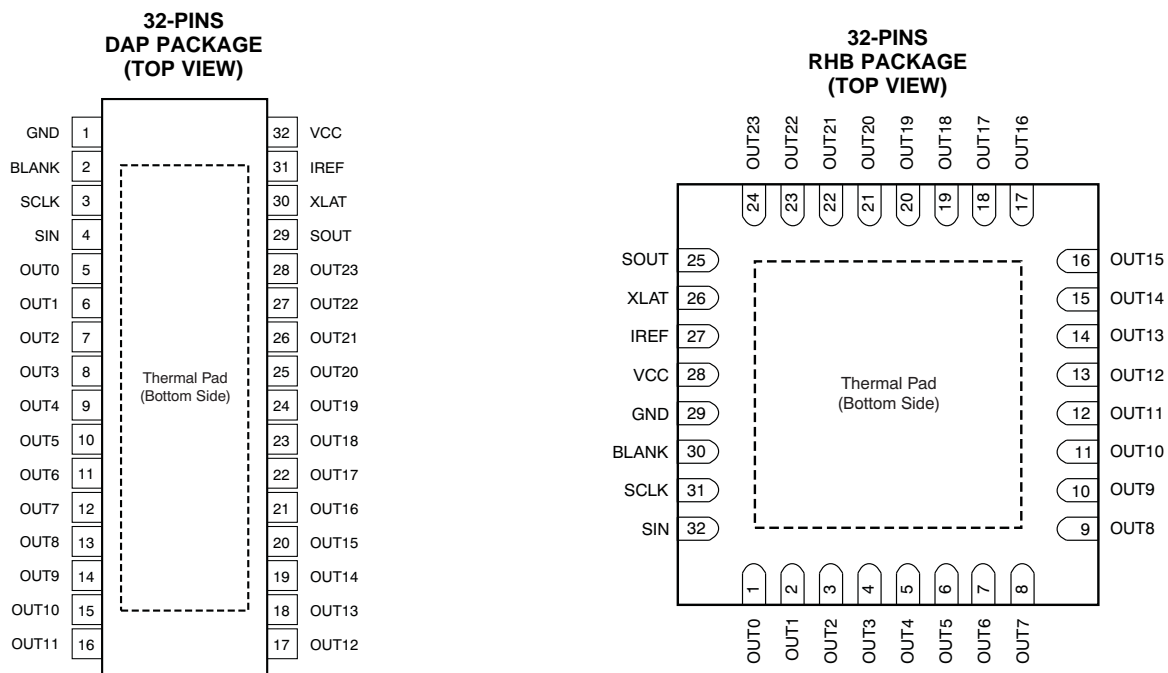 32-PINS
DAP PACKAGE
(TOP VIEW)
GND 1
BLANK 2
SCLK 3
SIN 4
OUT0 5
OUT1 6
OUT2 7
OUT3 8
OUT4 9
OUT5 10
OUT6 11
OUT7 12
OUT8 13
OUT9 14
OUT10 15
OUT11 16
Thermal Pad
(Bottom Side)
32 VCC
31 IREF
30 XLAT
29 SOUT
28 OUT23
27 OUT22
26 OUT21
25 OUT20
24 OUT19
23 OUT18
22 OUT17
21 OUT16
20 OUT15
19 OUT14
18 OUT13
17 OUT12
32-PINS
RHB PACKAGE
(TOP VIEW)
OUT23 OUT22 OUT21 OUT20 OUT19 OUT18 OUT17 OUT16
24 23 22 21 20 19 18 17
SOUT 25
XLAT 26
IREF 27
VCC 28
GND 29
BLANK 30
SCLK 31
SIN 32
Thermal Pad
(Bottom Side)
16 OUT15
15 OUT14
14 OUT13
13 OUT12
12 OUT11
11 OUT10
10 OUT9
9 OUT8
1 2 3 4 5 6 7 8
OUT0 OUT1 OUT2 OUT3 OUT4 OUT5 OUT6 OUT7